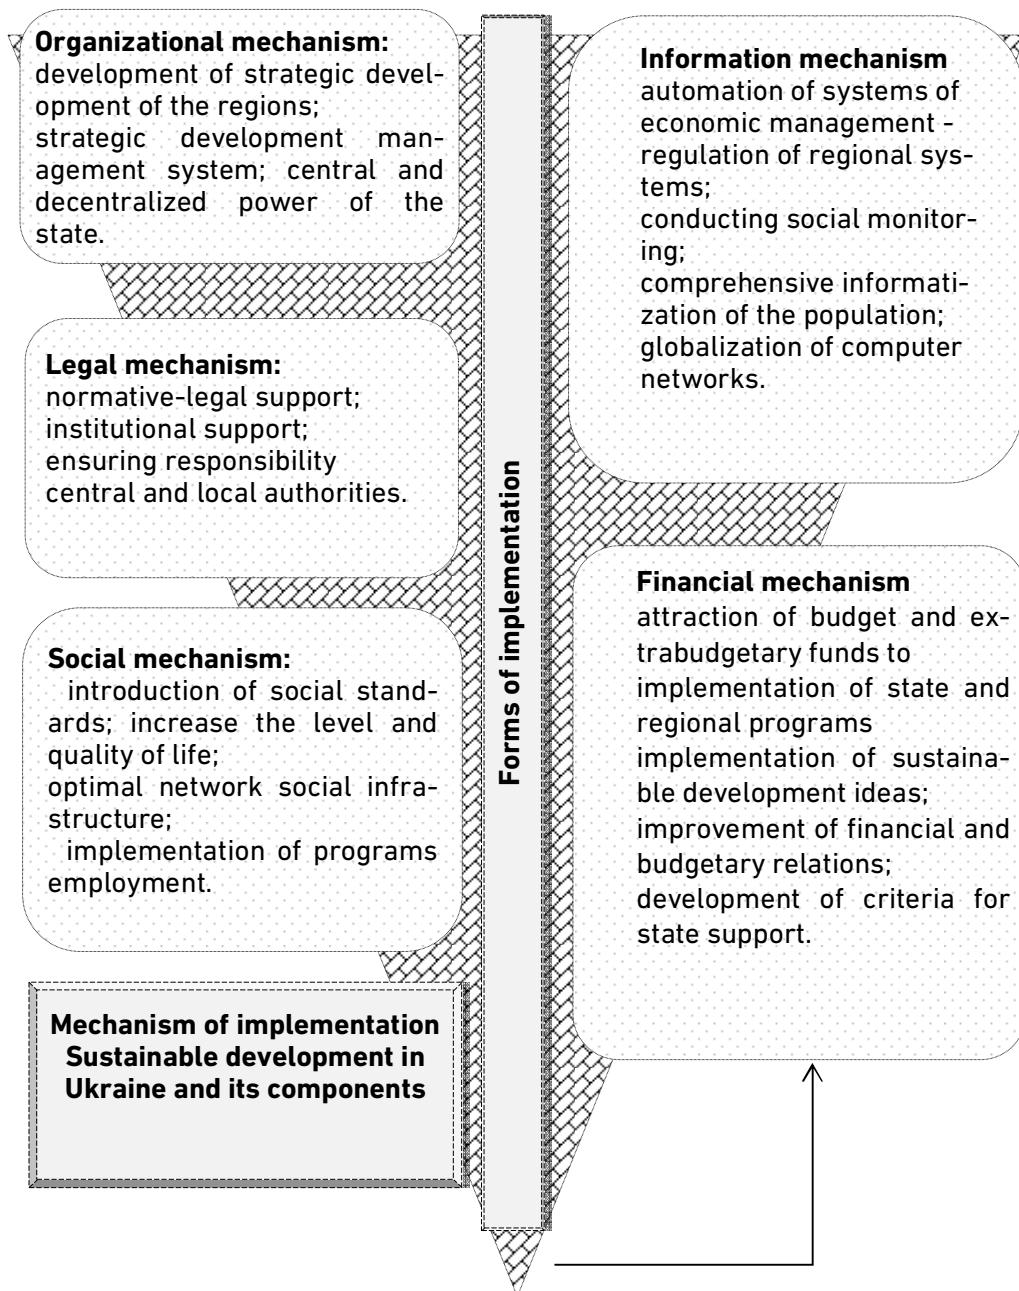 Organizational mechanism:
development of strategic devel-
opment of the regions;
strategic development man-
agement system; central and
decentralized power of the
state.
Legal mechanism:
normative-legal support;
institutional support;
ensuring responsibility
central and local authorities.
Social mechanism:
introduction of social stand-
ards; increase the level and
quality of life;
optimal network social infra-
structure;
implementation of programs
employment.
Mechanism of implementation
Sustainable development in
Ukraine and its components
Forms of implementation
Information mechanism
automation of systems of
economic management -
regulation of regional sys-
tems;
conducting social monitor-
ing;
comprehensive informati-
zation of the population;
globalization of computer
networks.
Financial mechanism
attraction of budget and ex-
trabudgetary funds to
implementation of state and
regional programs
implementation of sustaina-
ble development ideas;
improvement of financial and
budgetary relations;
development of criteria for
state support.